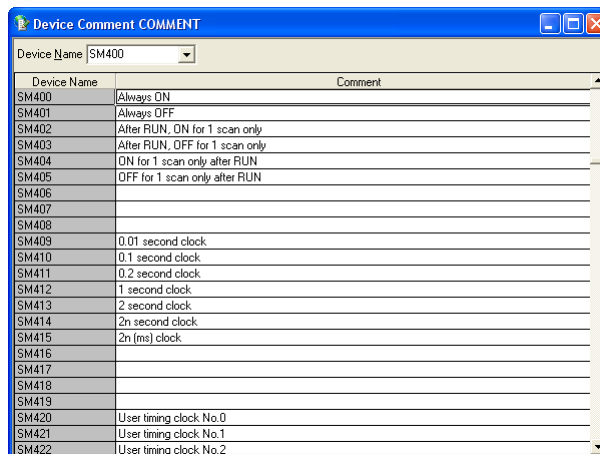 Device Comment COMMENT
Device Name SM400
Device Name Comment
SM400 Always ON
SM401 Always OFF
SM402 After RUN, ON for 1 scan only
SM403 After RUN, OFF for 1 scan only
SM404 ON for 1 scan only after RUN
SM405 OFF for 1 scan only after RUN
SM406
SM407
SM408
SM409 0.01 second clock
SM410 0.1 second clock
SM411 0.2 second clock
SM412 1 second clock
SM413 2 second clock
SM414 2n second clock
SM415 2n (ms) clock
SM416
SM417
SM418
SM419
SM420 User timing clock No.0
SM421 User timing clock No.1
SM422 User timing clock No.2